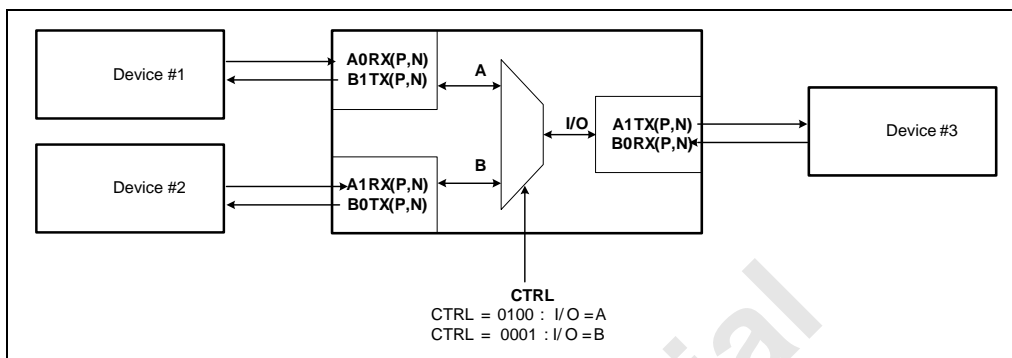 Device #1
A0RX(P,N)
B1TX(P,N)
A
Device #2
A1RX(P,N)
B0TX(P,N)
B
I/O
A1TX(P,N)
B0RX(P,N)
Device #3
CTRL
CTRL = 0100 : I/O = A
CTRL = 0001 : I/O = B